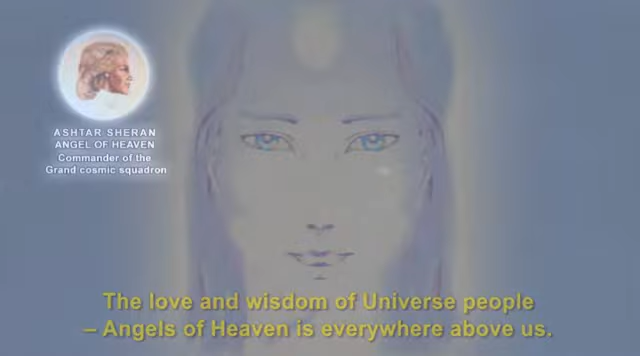 ASHTAR SHERAN
ANGEL OF HEAVEN
Commander of the
Grand cosmic squadron
The love and wisdom of Universe people
– Angels of Heaven is everywhere above us.